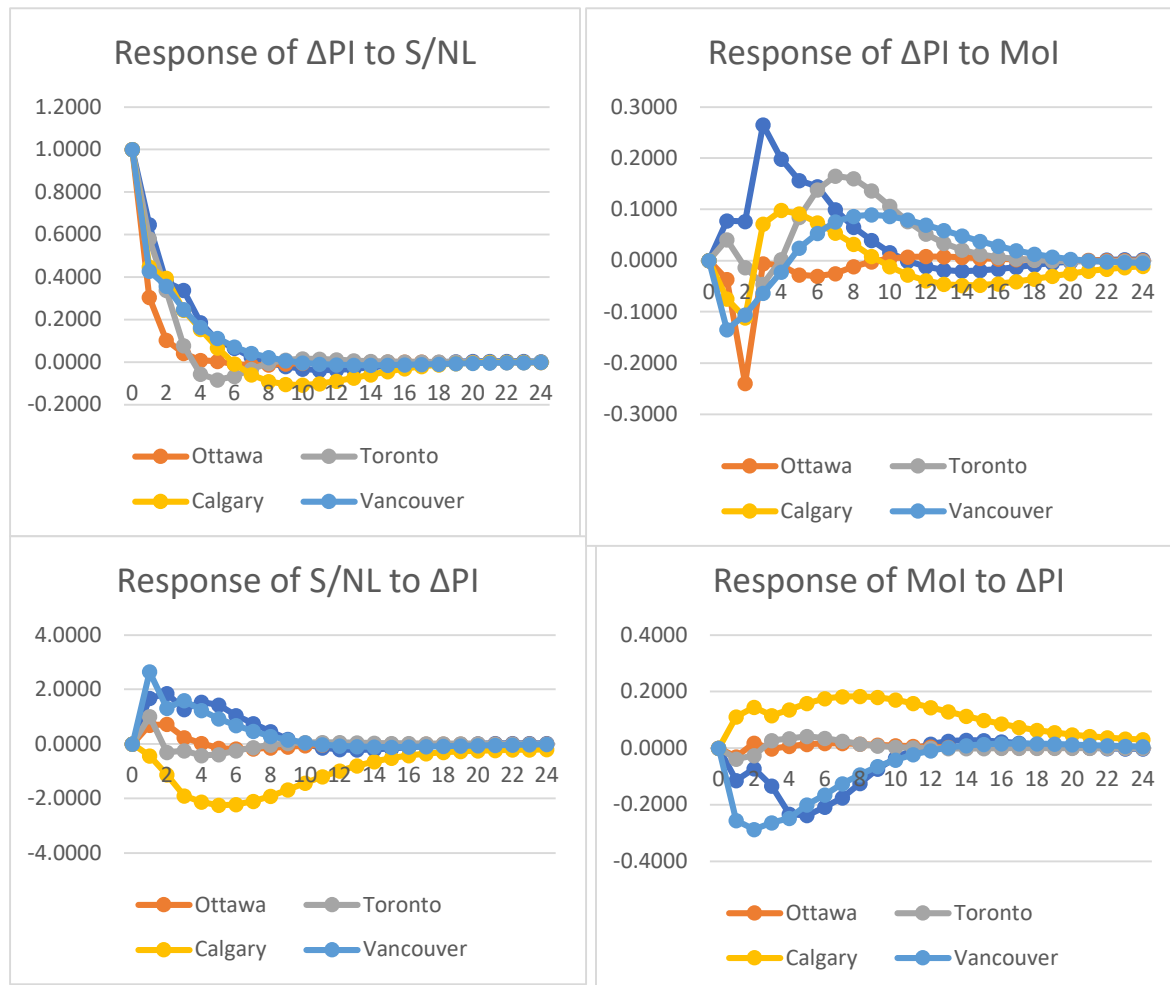 Response of ΔPI to S/NL
1.2000
1.0000
0.8000
0.6000
0.4000
0.2000
0.0000
-0.2000
0 2 4 6 8 10 12 14 16 18 20 22 24
Ottawa Toronto
Calgary Vancouver
Response of ΔPI to MoI
0.3000
0.2000
0.1000
0.0000
-0.1000
-0.2000
-0.3000
0 2 4 6 8 10 12 14 16 18 20 22 24
Ottawa Toronto
Calgary Vancouver
Response of S/NL to ΔPI
4.0000
2.0000
0.0000
-2.0000
-4.0000
0 2 4 6 8 10 12 14 16 18 20 22 24
Ottawa Toronto
Calgary Vancouver
Response of MoI to ΔPI
0.4000
0.2000
0.0000
-0.2000
-0.4000
0 2 4 6 8 10 12 14 16 18 20 22 24
Ottawa Toronto
Calgary Vancouver